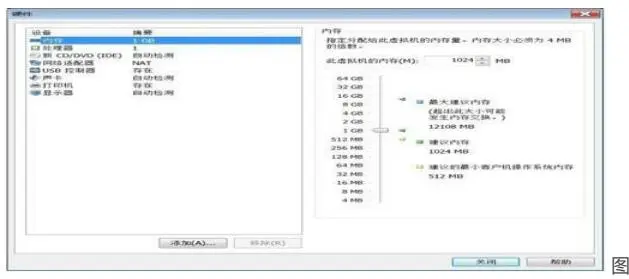 硬件
设备 摘要
内存 1 GB
处理器 1
新 CD/DVD (IDE) 自动检测
网络适配器 NAT
USB 控制器 存在
声卡 自动检测
打印机 存在
显示器 自动检测
添加(A)... 移除(R)
内存
指定分配给此虚拟机的内存量。内存大小必须为 4 MB
的倍数。
此虚拟机的内存(M): 1024 MB
64 GB
32 GB
16 GB
8 GB
4 GB
2 GB
1 GB
512 MB
256 MB
128 MB
64 MB
32 MB
16 MB
8 MB
4 MB
最大建议内存
(超出此大小可能
发生内存交换。)
12108 MB
建议内存
1024 MB
建议的最小客户机操作系统内存
512 MB
关闭 帮助
图